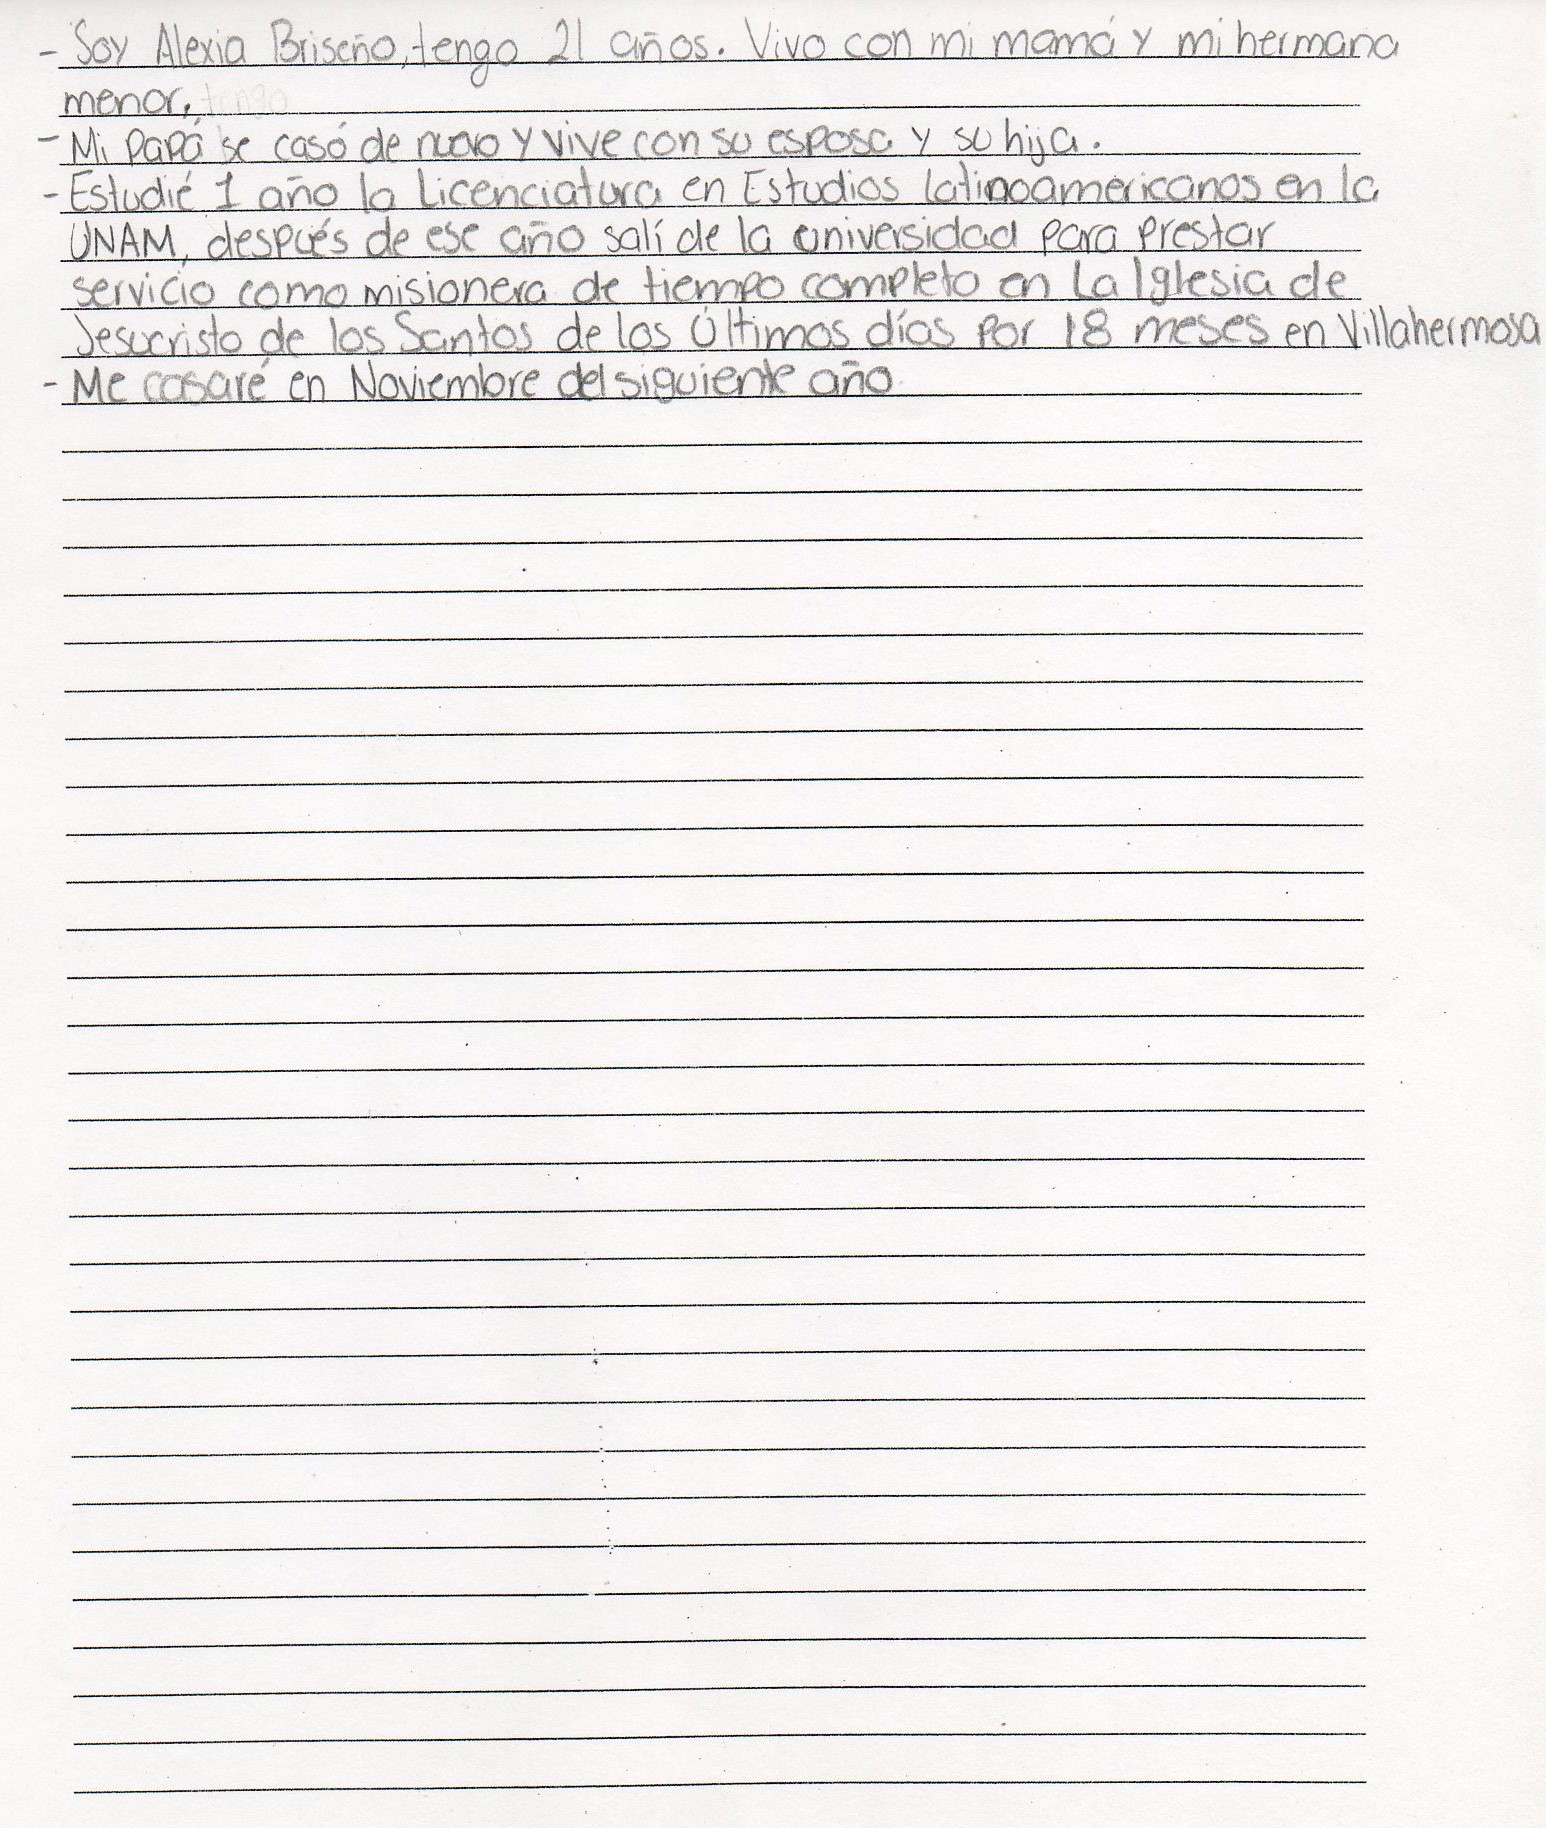 - Soy Alexia Briseño, tengo 21 años. Vivo con mi mamá y mi hermana
menor. tengo
- Mi papá se casó de nuevo y vive con su esposa y su hija.
- Estudié 1 año la Licenciatura en Estudios Latinoamericanos en la
UNAM, después de ese año salí de la universidad para prestar
servicio como misionera de tiempo completo en La Iglesia de
Jesucristo de los Santos de los Últimos días por 18 meses en Villahermosa
- Me casaré en Noviembre del siguiente año